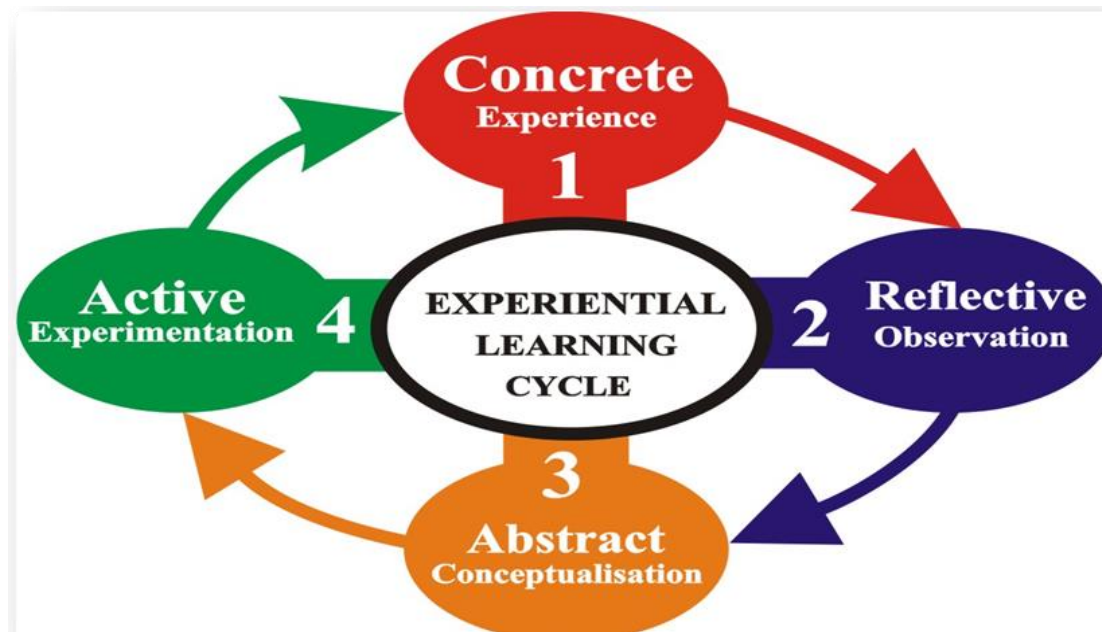 Concrete
Experience
1
2
Reflective
Observation
3
Abstract
Conceptualisation
Active
Experimentation
4
EXPERIENTIAL
LEARNING
CYCLE